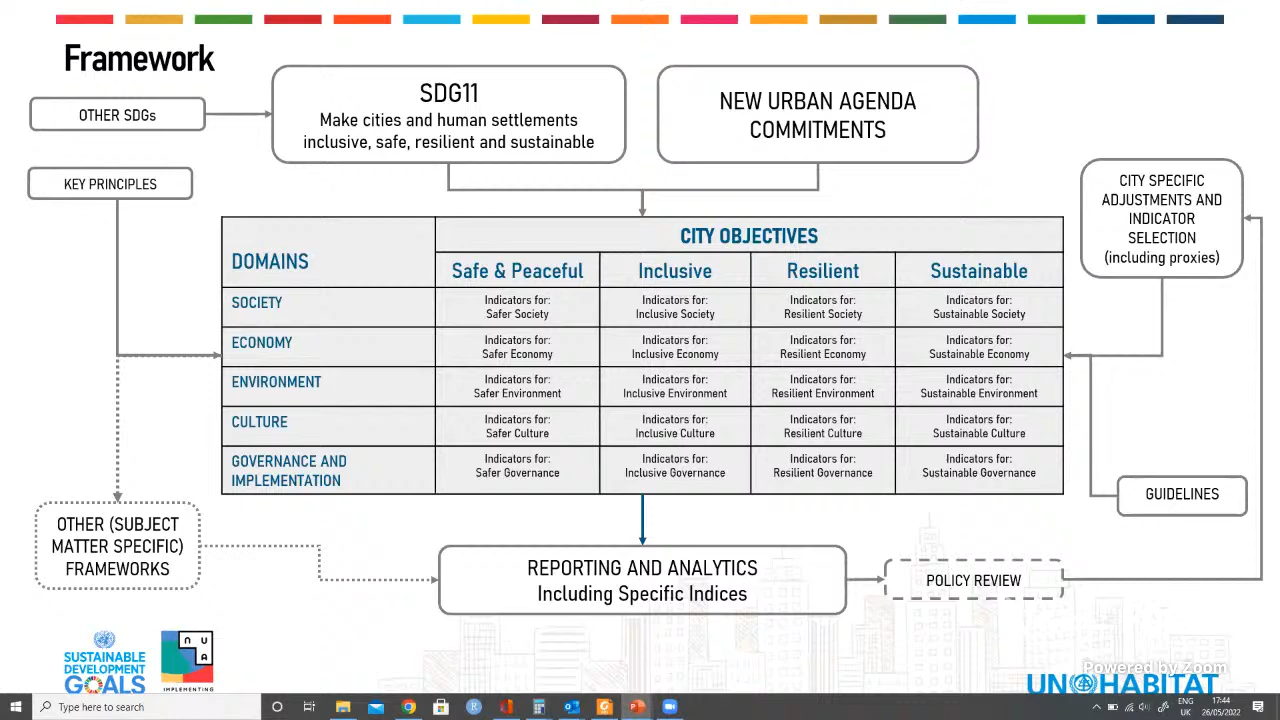 Framework
OTHER SDGs
SDG11
Make cities and human settlements
inclusive, safe, resilient and sustainable
NEW URBAN AGENDA
COMMITMENTS
KEY PRINCIPLES
CITY SPECIFIC
ADJUSTMENTS AND
INDICATOR
SELECTION
(including proxies)
DOMAINS
CITY OBJECTIVES
Safe & Peaceful
Inclusive
Resilient
Sustainable
SOCIETY
Indicators for:
Safer Society
Indicators for:
Inclusive Society
Indicators for:
Resilient Society
Indicators for:
Sustainable Society
ECONOMY
Indicators for:
Safer Economy
Indicators for:
Inclusive Economy
Indicators for:
Resilient Economy
Indicators for:
Sustainable Economy
ENVIRONMENT
Indicators for:
Safer Environment
Indicators for:
Inclusive Environment
Indicators for:
Resilient Environment
Indicators for:
Sustainable Environment
CULTURE
Indicators for:
Safer Culture
Indicators for:
Inclusive Culture
Indicators for:
Resilient Culture
Indicators for:
Sustainable Culture
GOVERNANCE AND
IMPLEMENTATION
Indicators for:
Safer Governance
Indicators for:
Inclusive Governance
Indicators for:
Resilient Governance
Indicators for:
Sustainable Governance
GUIDELINES
OTHER (SUBJECT
MATTER SPECIFIC)
FRAMEWORKS
REPORTING AND ANALYTICS
Including Specific Indices
POLICY REVIEW
SUSTAINABLE
DEVELOPMENT
GOALS
NUA
IMPLEMENTING
Powered by Zoom
UN HABITAT
Type here to search
ENG
UK
17:44
26/05/2022